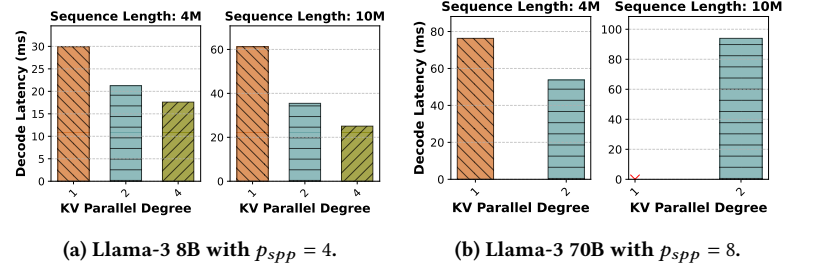 Sequence Length: 4M
Sequence Length: 10M
Decode Latency (ms)
30
25
20
15
10
5
0
1
2
4
KV Parallel Degree
60
40
20
0
1
2
4
KV Parallel Degree
(a) Llama-3 8B with p_spp = 4.
Sequence Length: 4M
Sequence Length: 10M
Decode Latency (ms)
80
60
40
20
0
1
2
KV Parallel Degree
100
80
60
40
20
0
1
2
KV Parallel Degree
(b) Llama-3 70B with p_spp = 8.